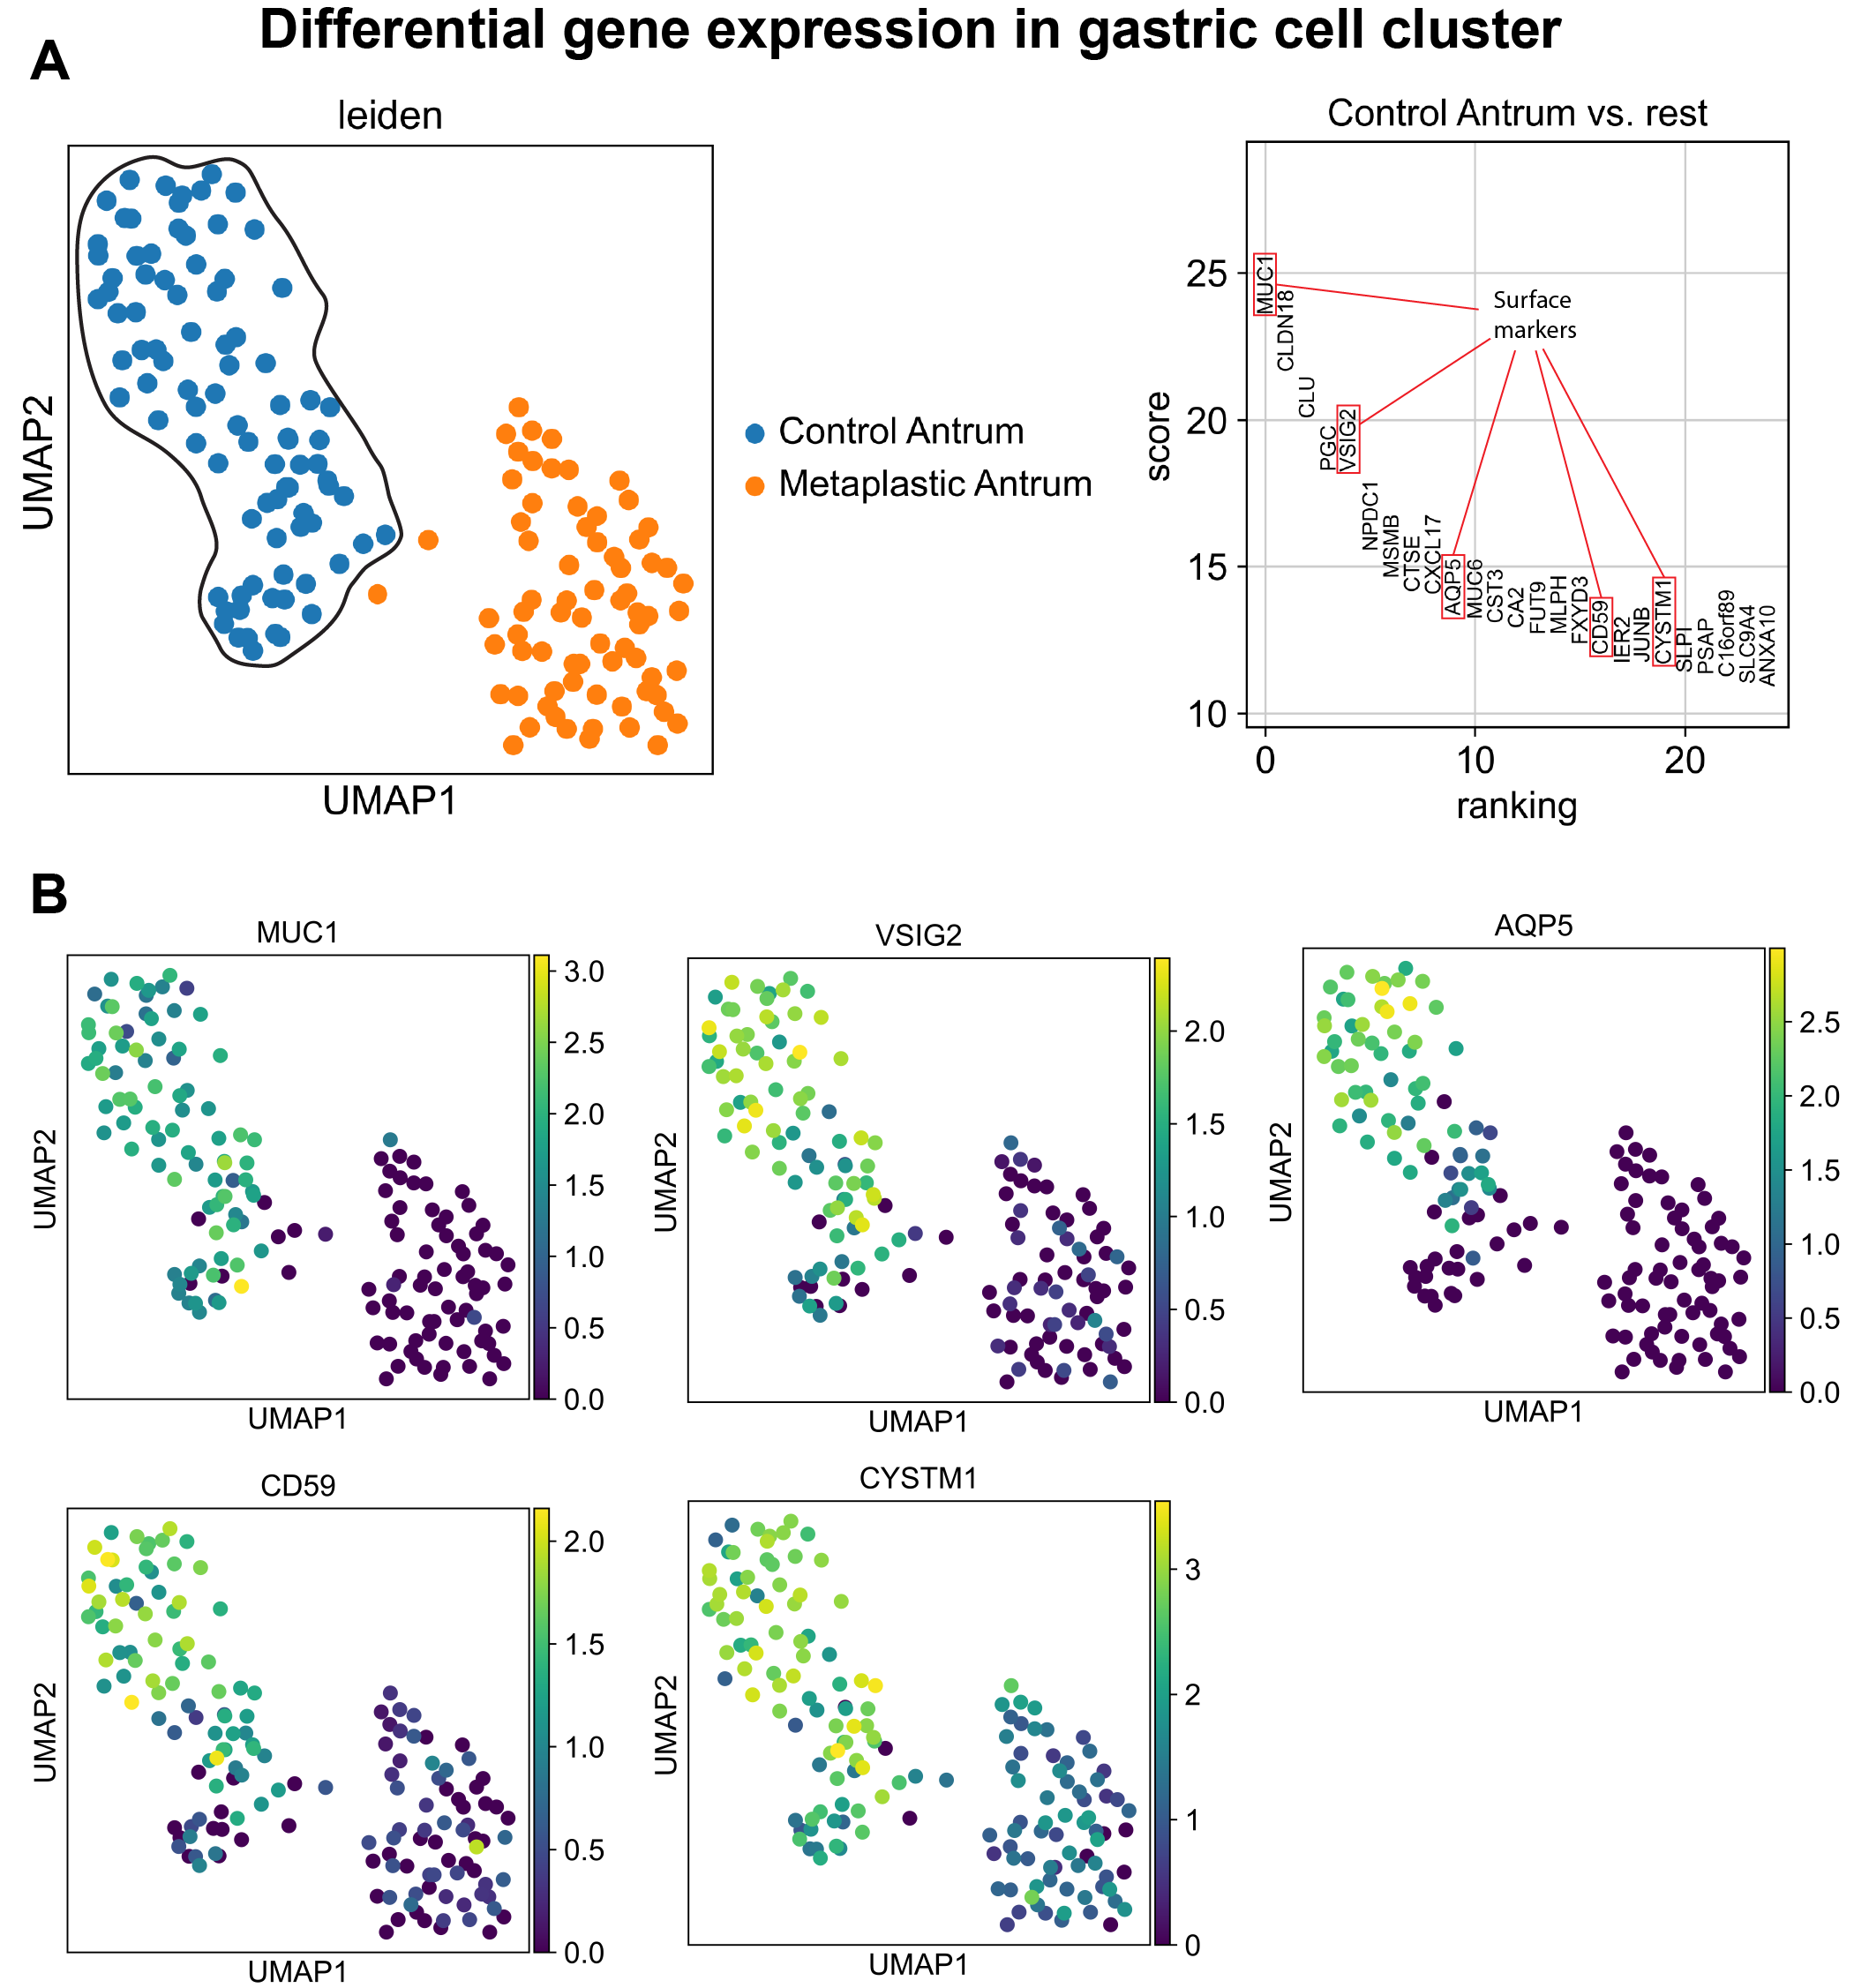 Differential gene expression in gastric cell cluster
A
leiden
UMAP2
UMAP1
Control Antrum
Metaplastic Antrum
Control Antrum vs. rest
score
25
20
15
10
0
10
20
ranking
MUC1
CLDN18
CLU
PGC
VSIG2
NPDC1
MSMB
CTSE
CXCL17
AQP5
MUC6
CST3
CA2
FUT9
MLPH
FXYD3
CD59
IER2
JUNB
CYSTM1
SLPI
PSAP
C16orf89
SLC9A4
ANXA10
Surface
markers
B
MUC1
UMAP2
UMAP1
3.0
2.5
2.0
1.5
1.0
0.5
0.0
VSIG2
UMAP2
UMAP1
2.0
1.5
1.0
0.5
0.0
AQP5
UMAP2
UMAP1
2.5
2.0
1.5
1.0
0.5
0.0
CD59
UMAP2
UMAP1
2.0
1.5
1.0
0.5
0.0
CYSTM1
UMAP2
UMAP1
3
2
1
0